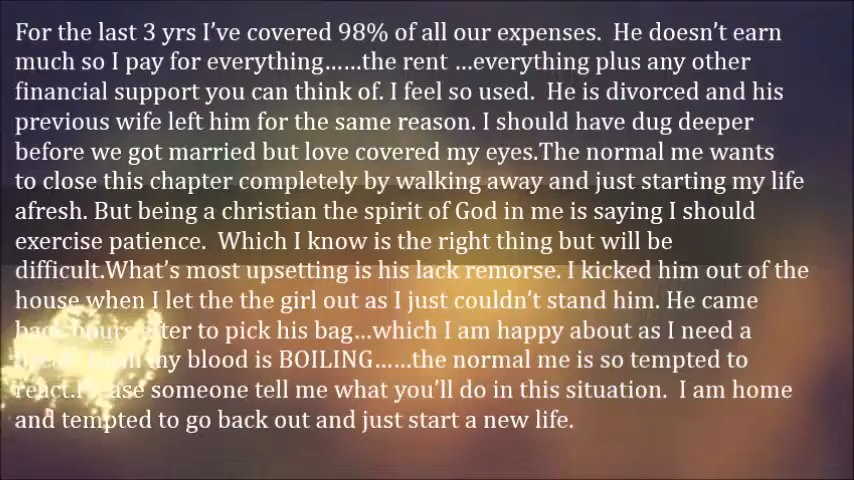 For the last 3 yrs I've covered 98% of all our expenses.  He doesn't earn
much so I pay for everything……the rent …everything plus any other
financial support you can think of. I feel so used.  He is divorced and his
previous wife left him for the same reason. I should have dug deeper
before we got married but love covered my eyes.The normal me wants
to close this chapter completely by walking away and just starting my life
afresh. But being a christian the spirit of God in me is saying I should
exercise patience.  Which I know is the right thing but will be
difficult.What's most upsetting is his lack remorse. I kicked him out of the
house when I let the the girl out as I just couldn't stand him. He came
to pick his bag…which I am happy about as I need a
my blood is BOILING……the normal me is so tempted to
someone tell me what you'll do in this situation.  I am home
and tempted to go back out and just start a new life.